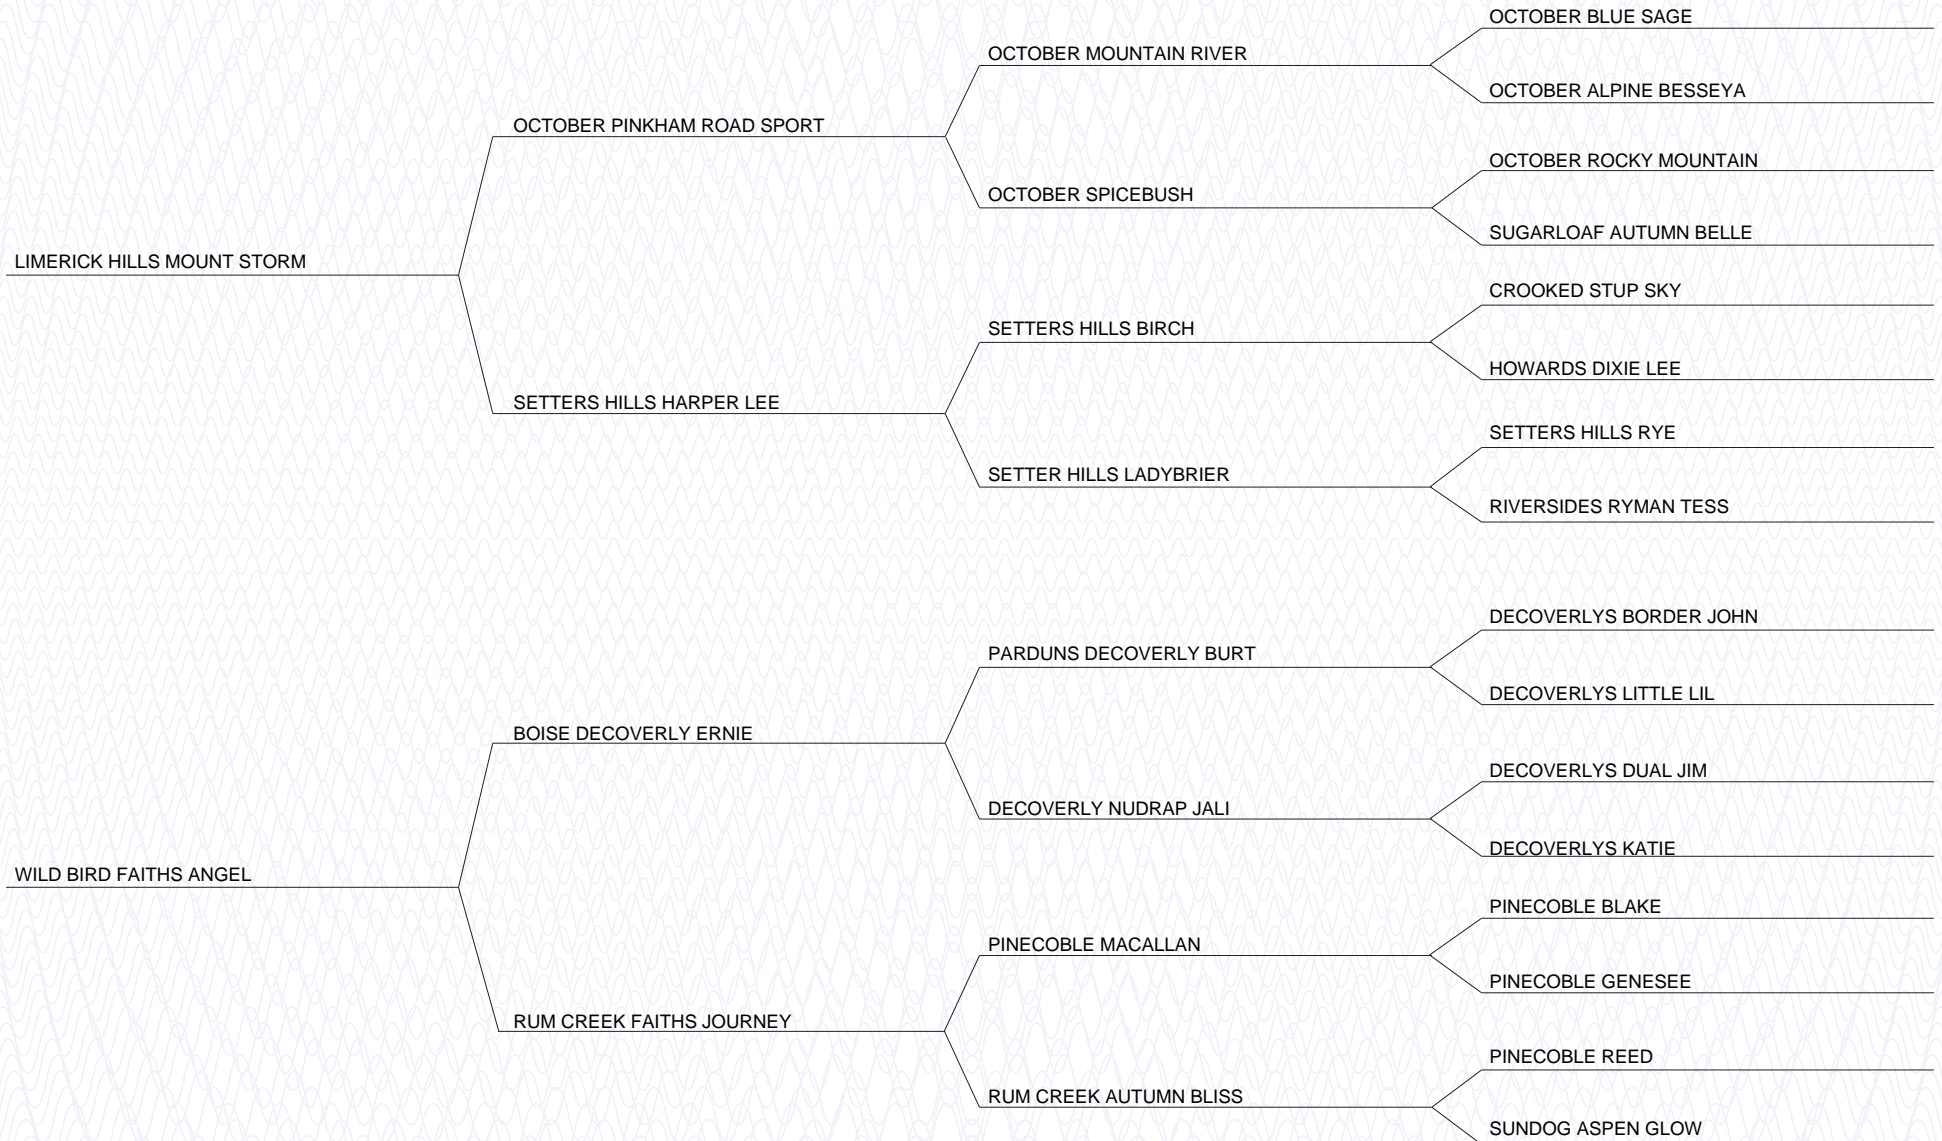 OCTOBER BLUE SAGE
OCTOBER MOUNTAIN RIVER
OCTOBER ALPINE BESSEYA
OCTOBER PINKHAM ROAD SPORT
OCTOBER ROCKY MOUNTAIN
OCTOBER SPICEBUSH
SUGARLOAF AUTUMN BELLE
LIMERICK HILLS MOUNT STORM
CROOKED STUP SKY
SETTERS HILLS BIRCH
HOWARDS DIXIE LEE
SETTERS HILLS HARPER LEE
SETTERS HILLS RYE
SETTER HILLS LADYBRIER
RIVERSIDES RYMAN TESS
DECOVERLYS BORDER JOHN
PARDUNS DECOVERLY BURT
DECOVERLYS LITTLE LIL
BOISE DECOVERLY ERNIE
DECOVERLYS DUAL JIM
DECOVERLY NUDRAP JALI
DECOVERLYS KATIE
WILD BIRD FAITHS ANGEL
PINECOBLE BLAKE
PINECOBLE MACALLAN
PINECOBLE GENESEE
RUM CREEK FAITHS JOURNEY
PINECOBLE REED
RUM CREEK AUTUMN BLISS
SUNDOG ASPEN GLOW